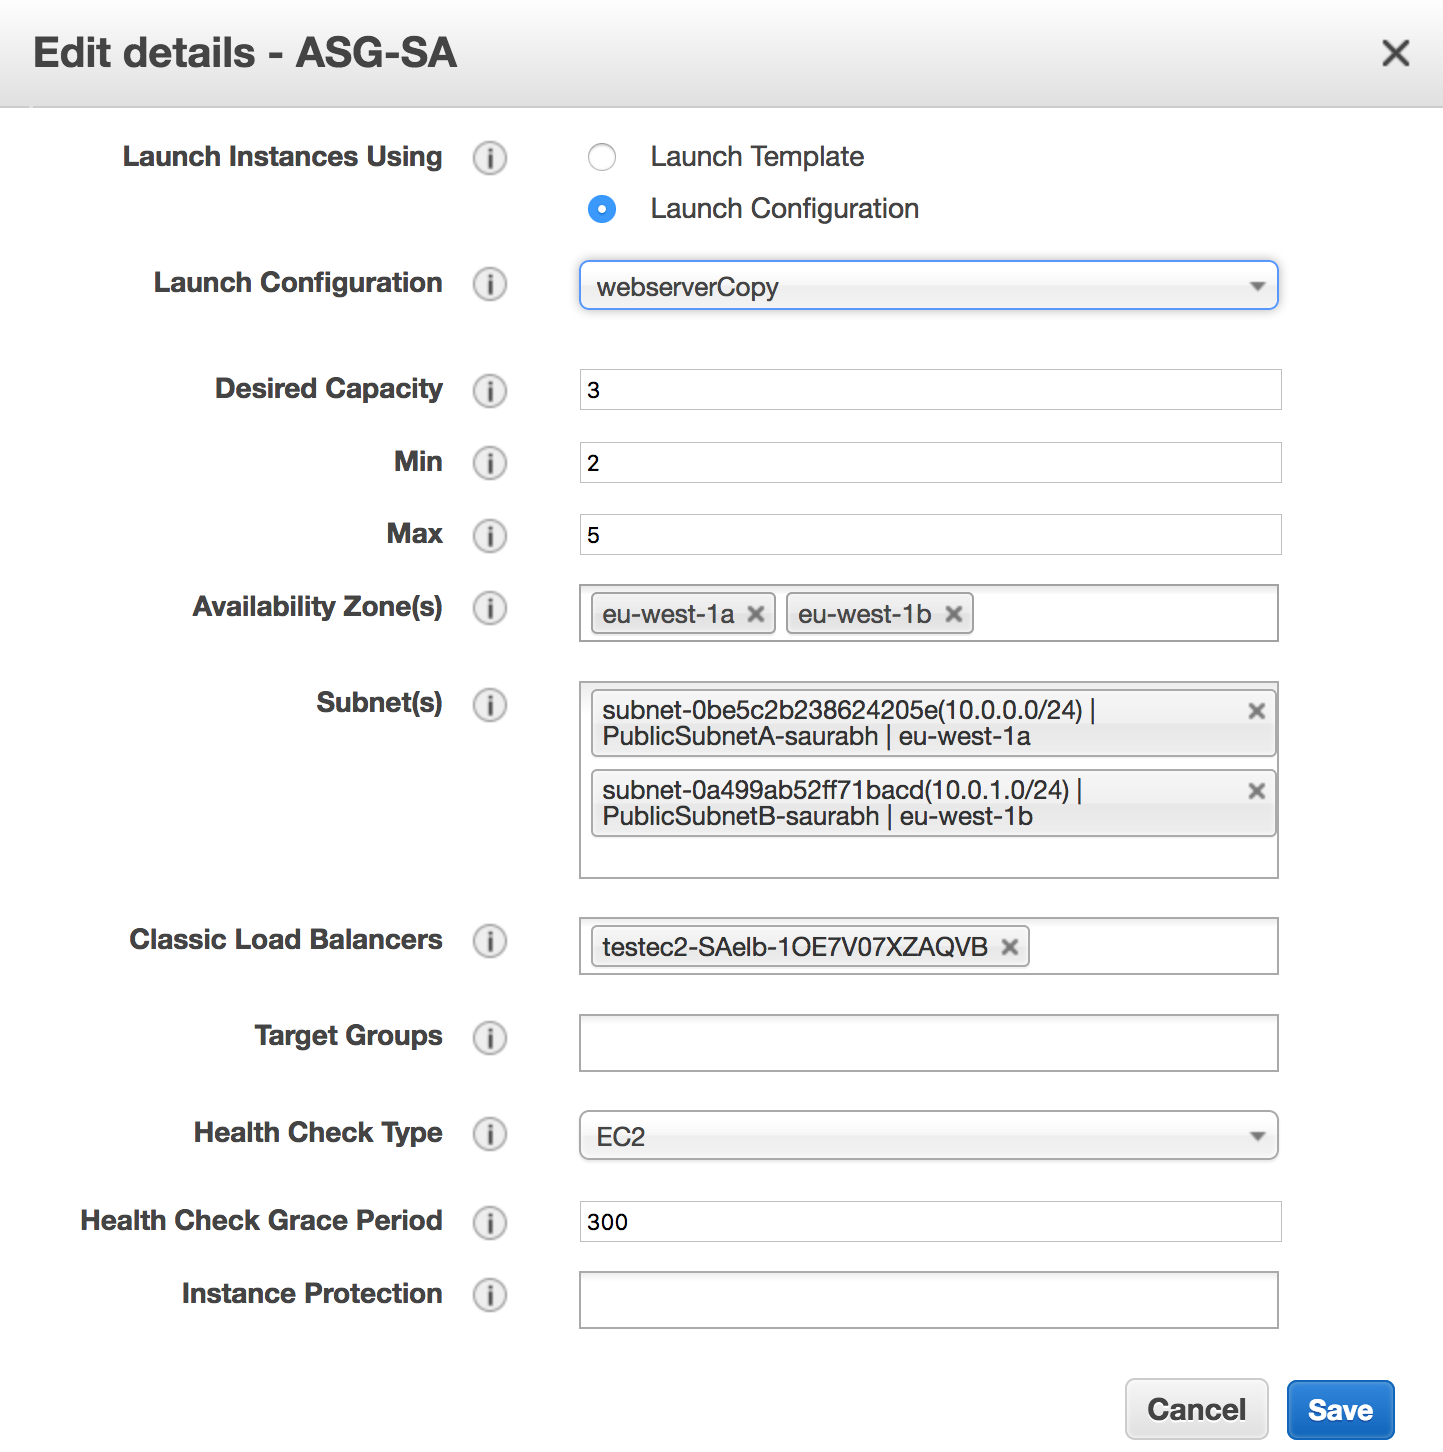 Edit details - ASG-SA
Launch Instances Using
Launch Template
Launch Configuration
Launch Configuration
webserverCopy
Desired Capacity
3
Min
2
Max
5
Availability Zone(s)
eu-west-1a
eu-west-1b
Subnet(s)
subnet-0be5c2b238624205e(10.0.0.0/24) |
PublicSubnetA-saurabh | eu-west-1a
subnet-0a499ab52ff71bacd(10.0.1.0/24) |
PublicSubnetB-saurabh | eu-west-1b
Classic Load Balancers
testec2-SAelb-1OE7V07XZAQVB
Target Groups
Health Check Type
EC2
Health Check Grace Period
300
Instance Protection
Cancel
Save